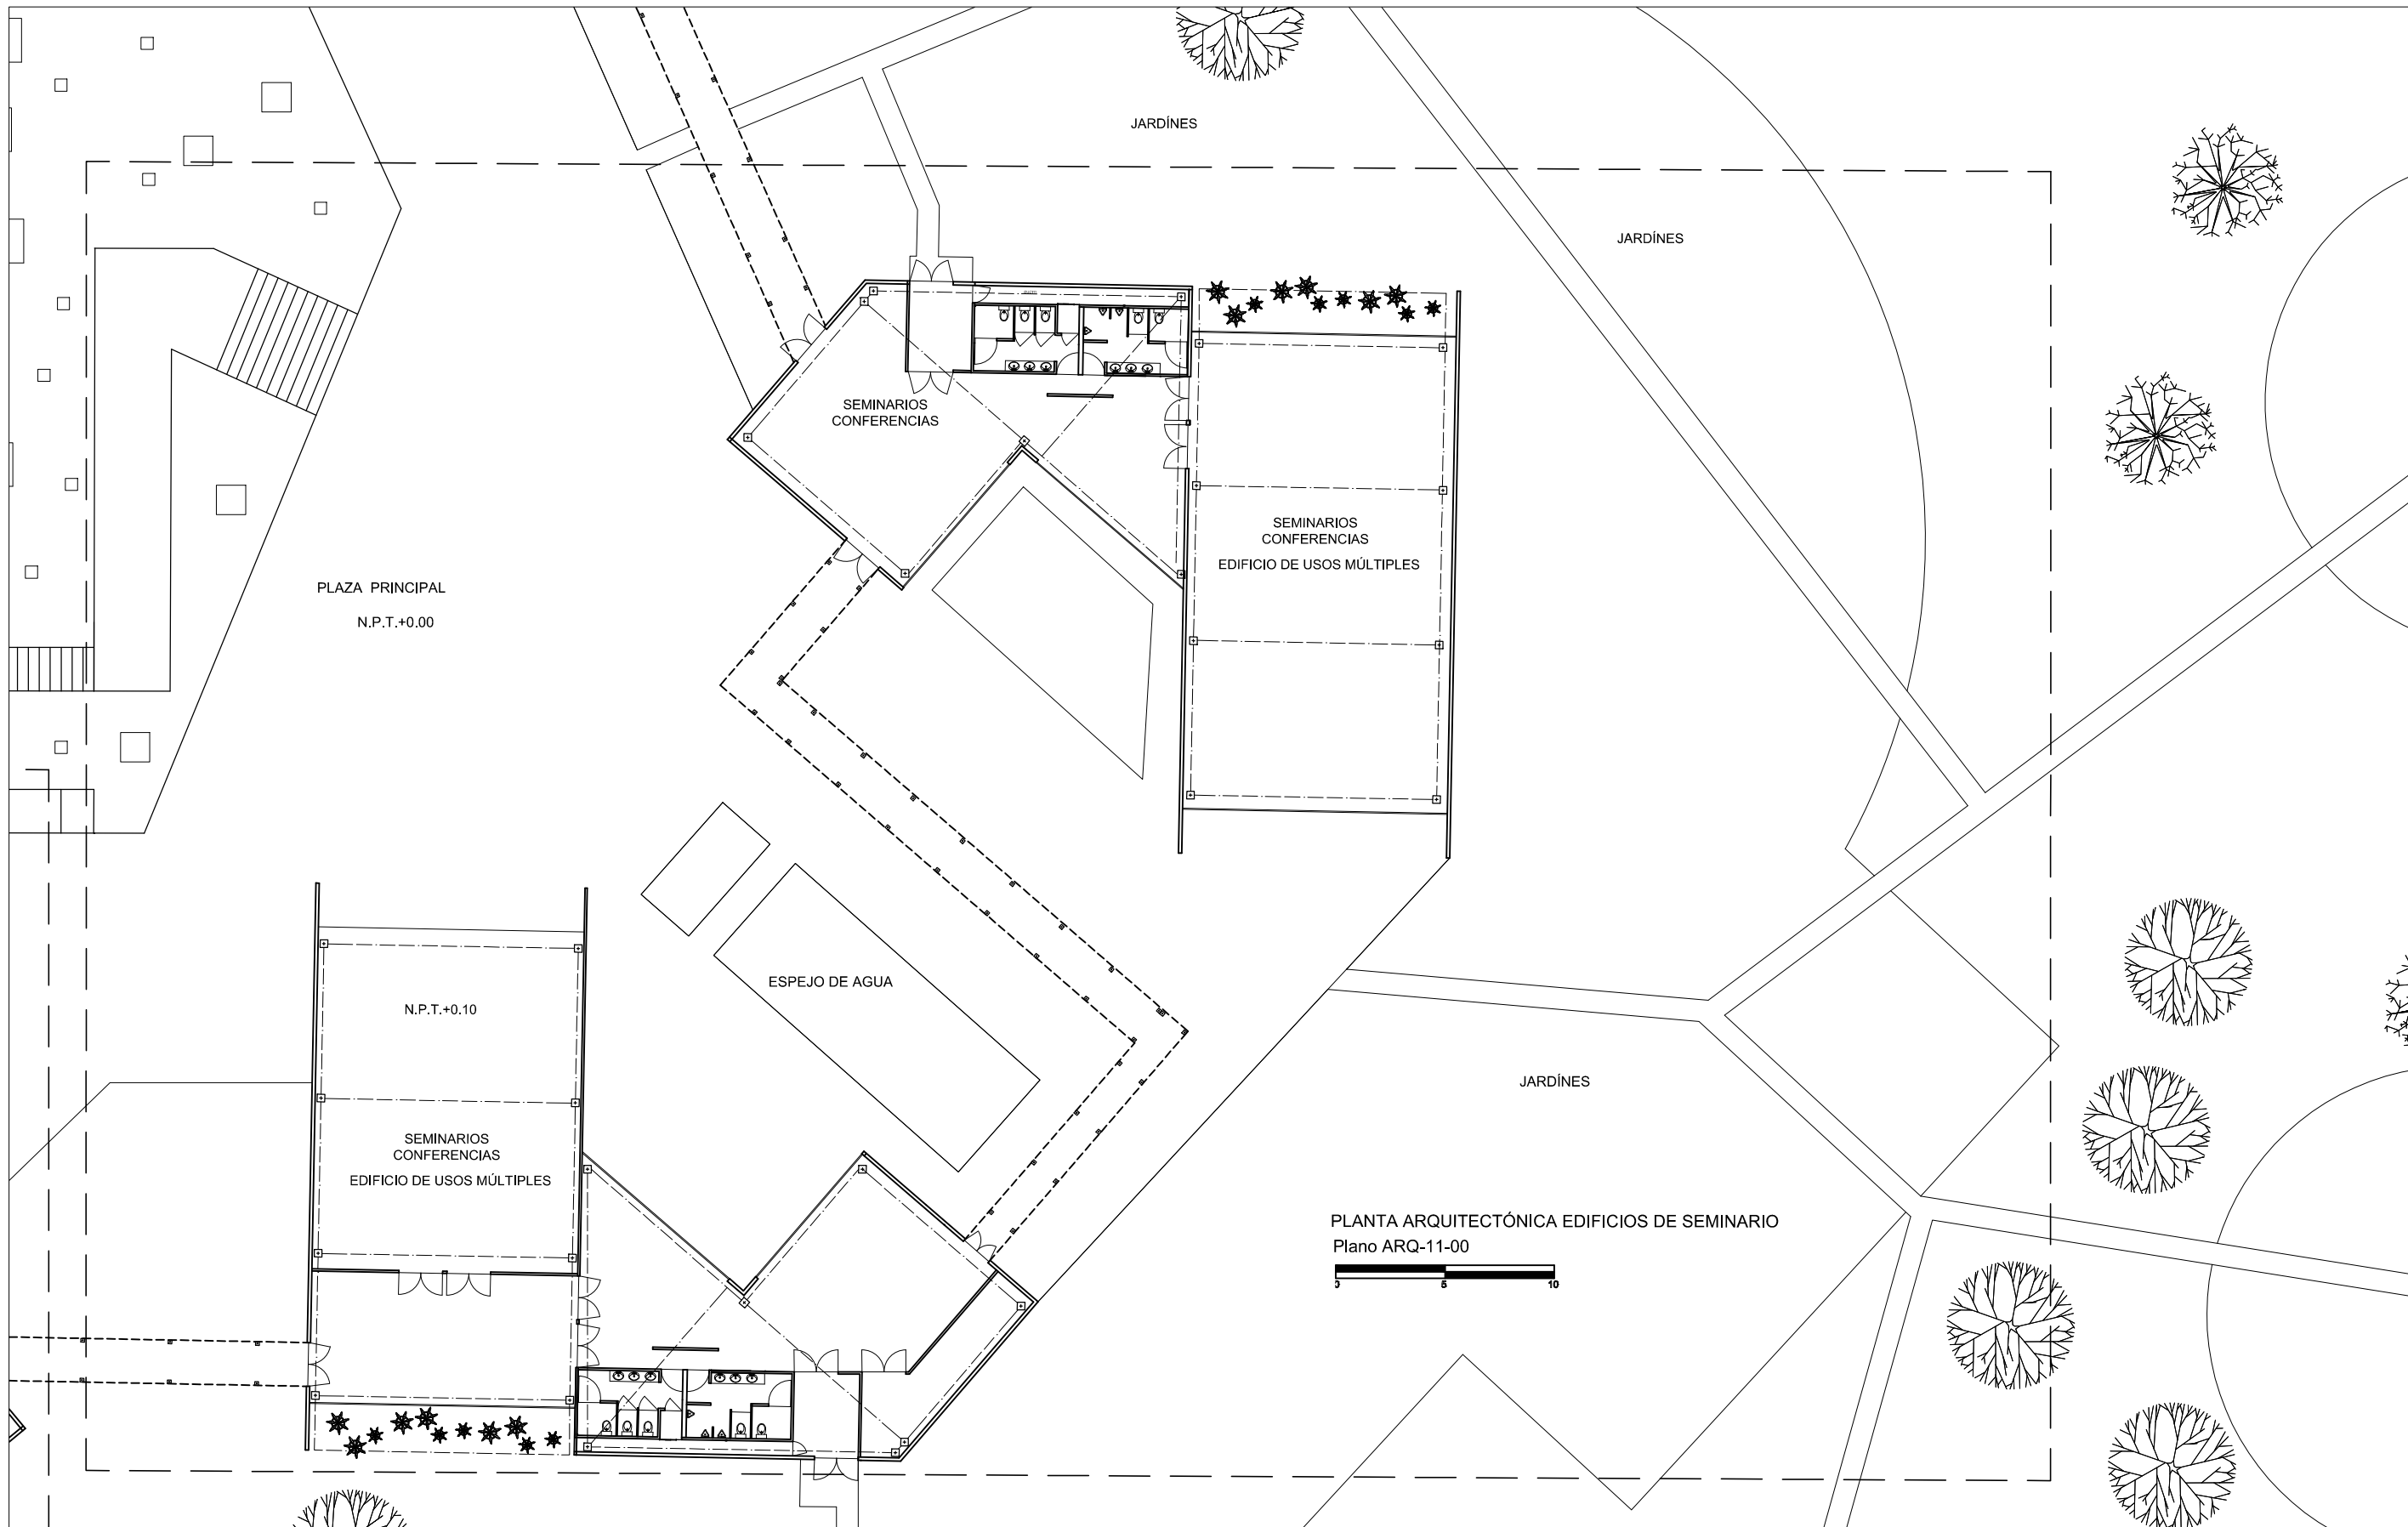 JARDÍNES
JARDÍNES
SEMINARIOS
CONFERENCIAS
SEMINARIOS
CONFERENCIAS
EDIFICIO DE USOS MÚLTIPLES
PLAZA PRINCIPAL
N.P.T.+0.00
ESPEJO DE AGUA
N.P.T.+0.10
JARDÍNES
SEMINARIOS
CONFERENCIAS
EDIFICIO DE USOS MÚLTIPLES
PLANTA ARQUITECTÓNICA EDIFICIOS DE SEMINARIO
Plano ARQ-11-00
0 5 10